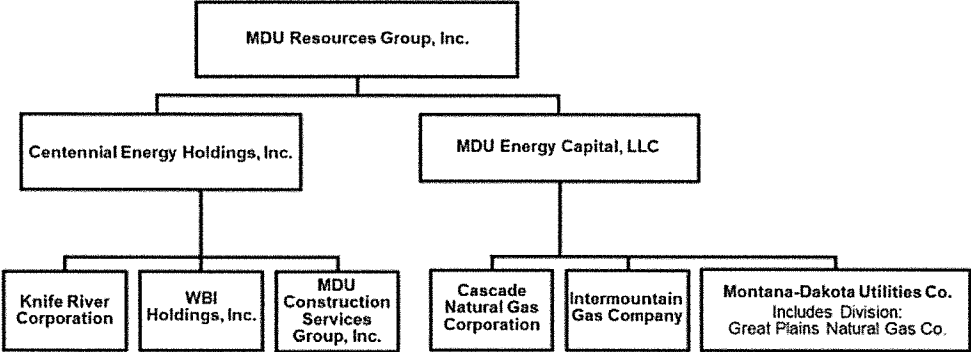 MDU Resources Group, Inc.
Centennial Energy Holdings, Inc.
MDU Energy Capital, LLC
Knife River
Corporation
WBI
Holdings, Inc.
MDU
Construction
Services
Group, Inc.
Cascade
Natural Gas
Corporation
Intermountain
Gas Company
Montana-Dakota Utilities Co.
Includes Division:
Great Plains Natural Gas Co.